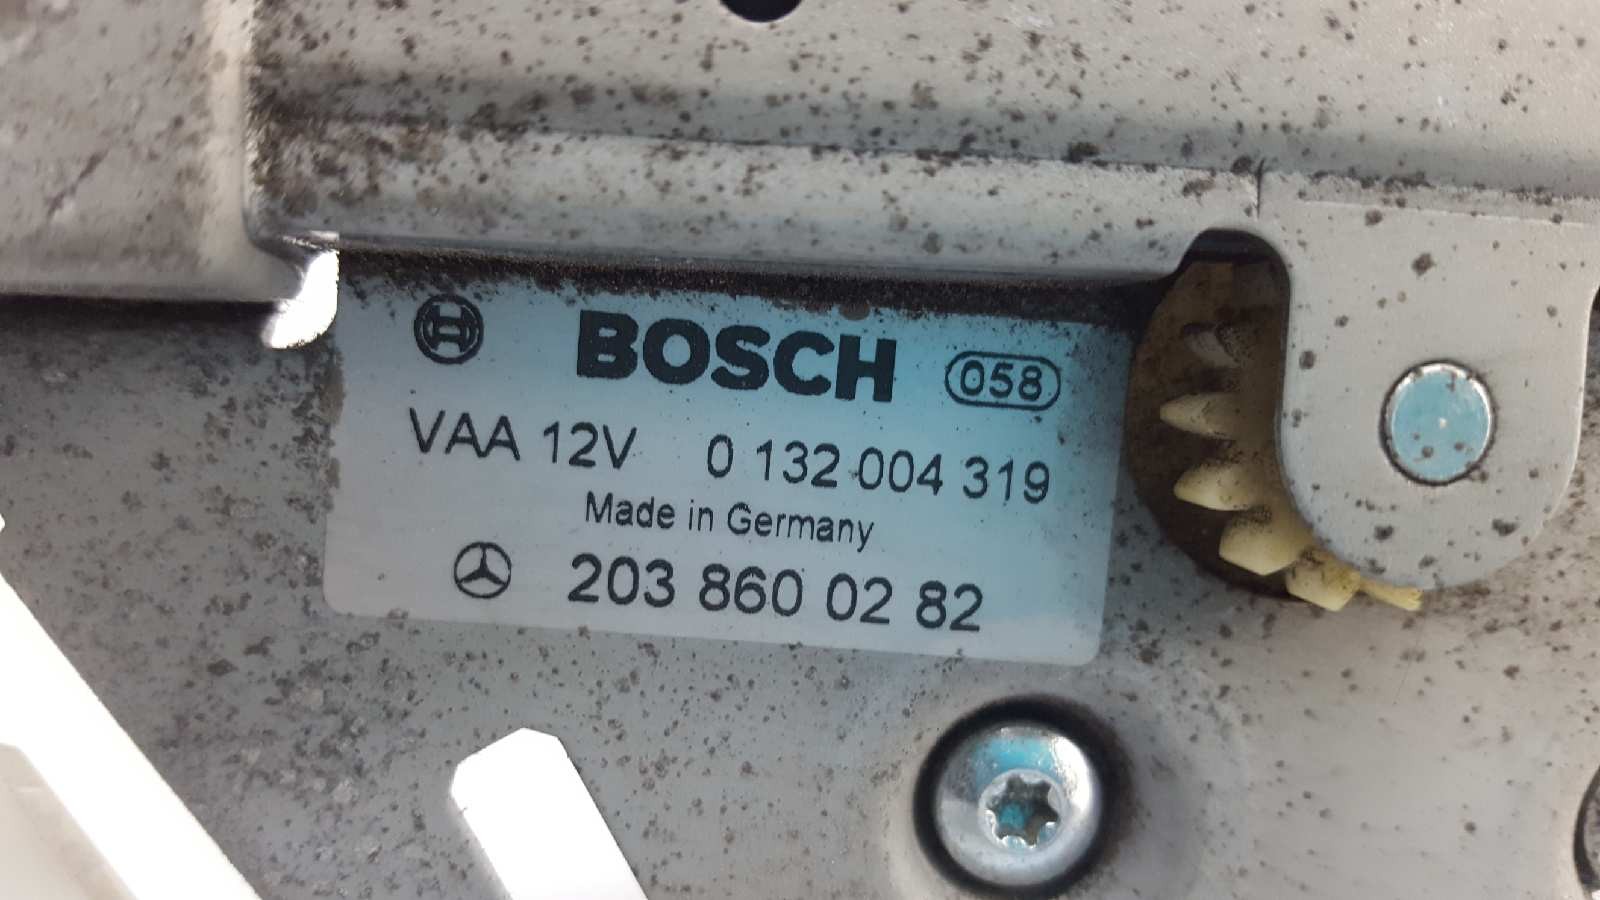 BOSCH 058
VAA 12V 0 132 004 319
Made in Germany
203 860 02 82